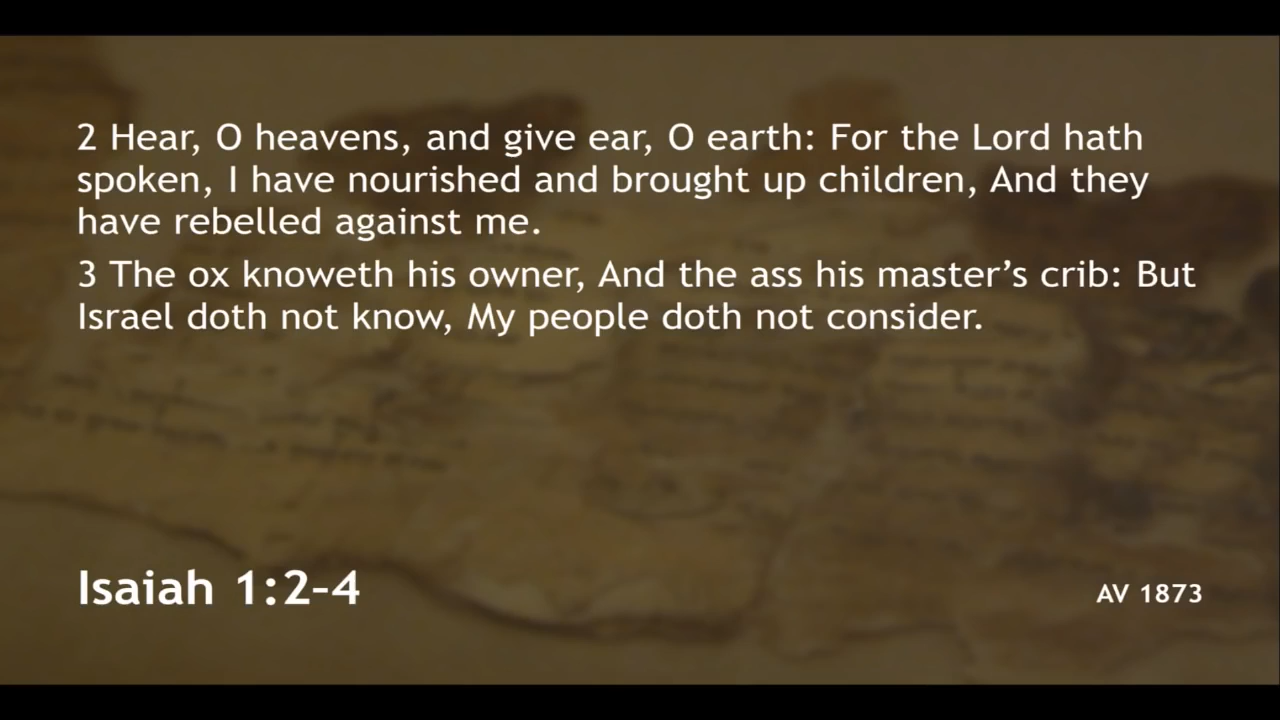 2 Hear, O heavens, and give ear, O earth: For the Lord hath
spoken, I have nourished and brought up children, And they
have rebelled against me.
3 The ox knoweth his owner, And the ass his master’s crib: But
Israel doth not know, My people doth not consider.
Isaiah 1:2–4
AV 1873